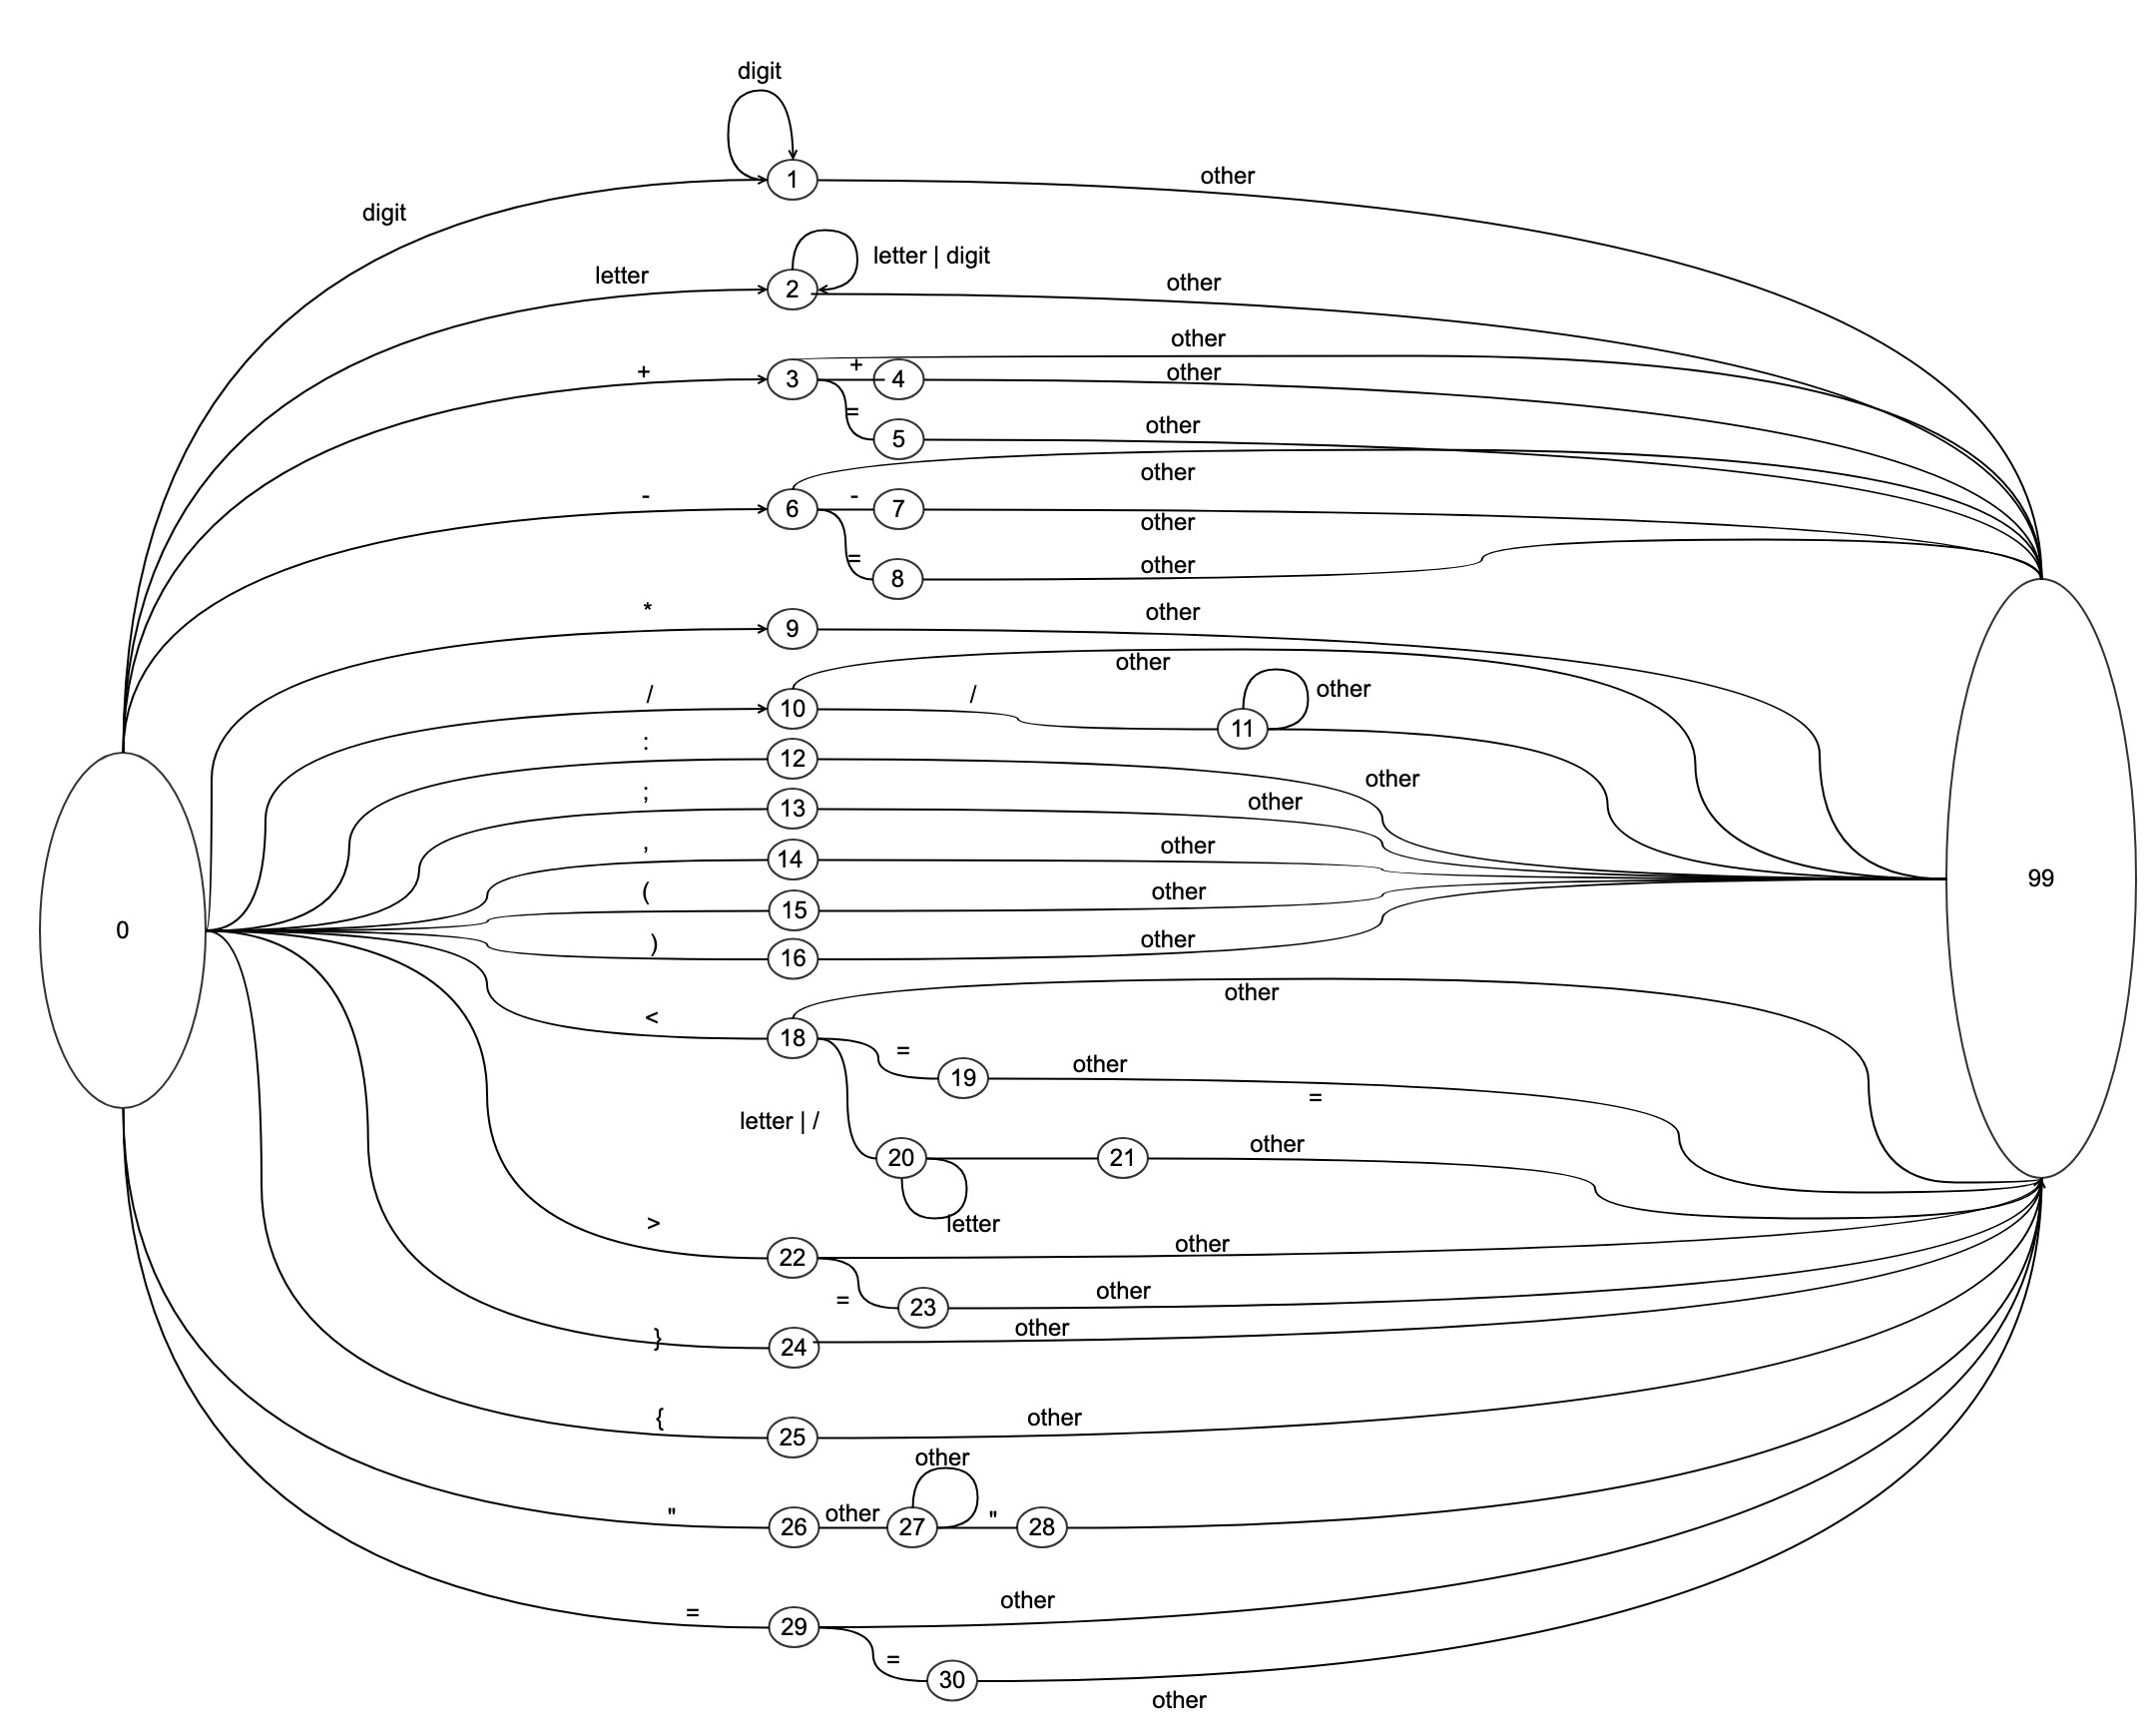 digit
digit
1
other
letter | digit
letter
2
other
other
+
3
+
4
other
=
5
other
other
-
6
-
7
other
=
8
other
*
9
other
other
/
10
/
11
other
:
12
other
;
13
other
,
14
other
99
(
15
other
0
)
16
other
other
<
18
=
19
other
=
letter | /
20
21
other
letter
>
22
other
=
23
other
}
24
other
{
25
other
other
"
26
other
27
"
28
=
29
other
=
30
other